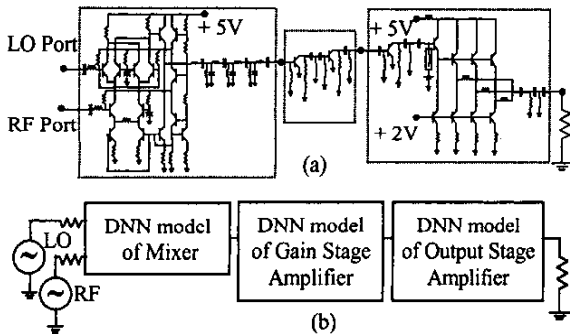 + 5V
+ 5V
LO Port
RF Port
+ 2V
(a)
DNN model
of Mixer
DNN model
of Gain Stage
Amplifier
DNN model
of Output Stage
Amplifier
LO
RF
(b)